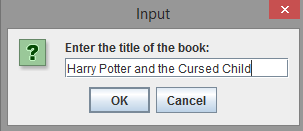 Input
Enter the title of the book:
Harry Potter and the Cursed Child
OK Cancel